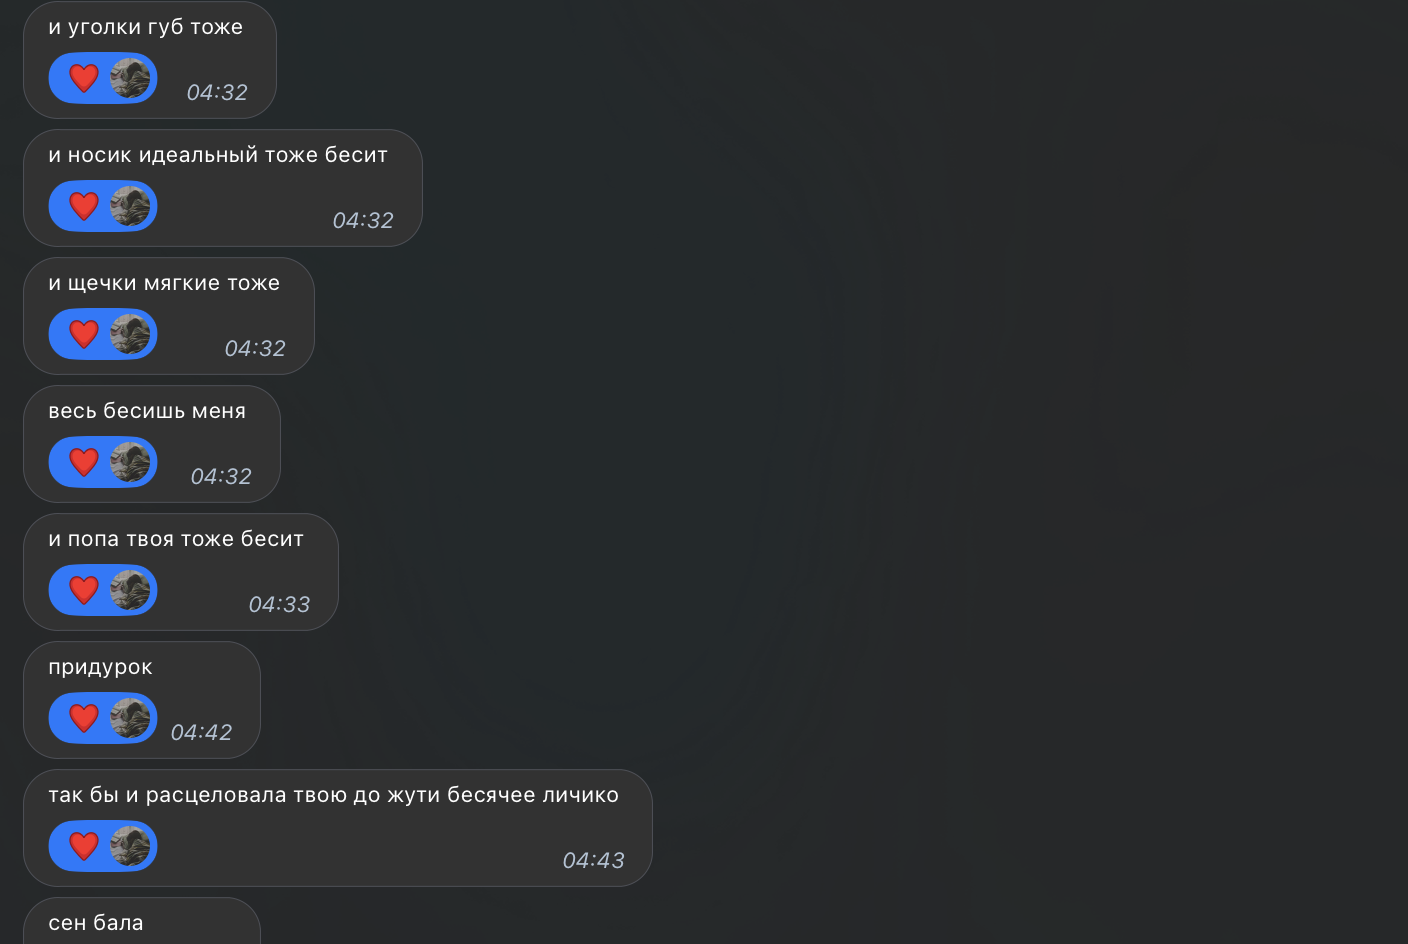 и уголки губ тоже
04:32
и носик идеальный тоже бесит
04:32
и щечки мягкие тоже
04:32
весь бесишь меня
04:32
и попа твоя тоже бесит
04:33
придурок
04:42
так бы и расцеловала твою до жути бесячее личико
04:43
сен бала